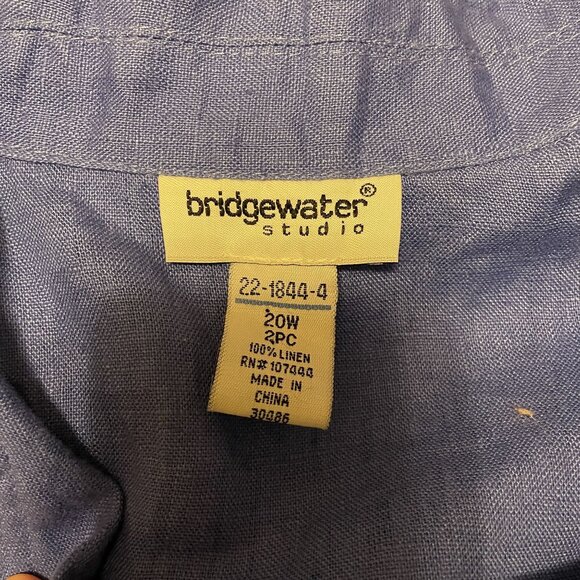 bridgewater®
studio
22-1844-4
20W
2PC
100% LINEN
RN# 107444
MADE IN
CHINA
30486